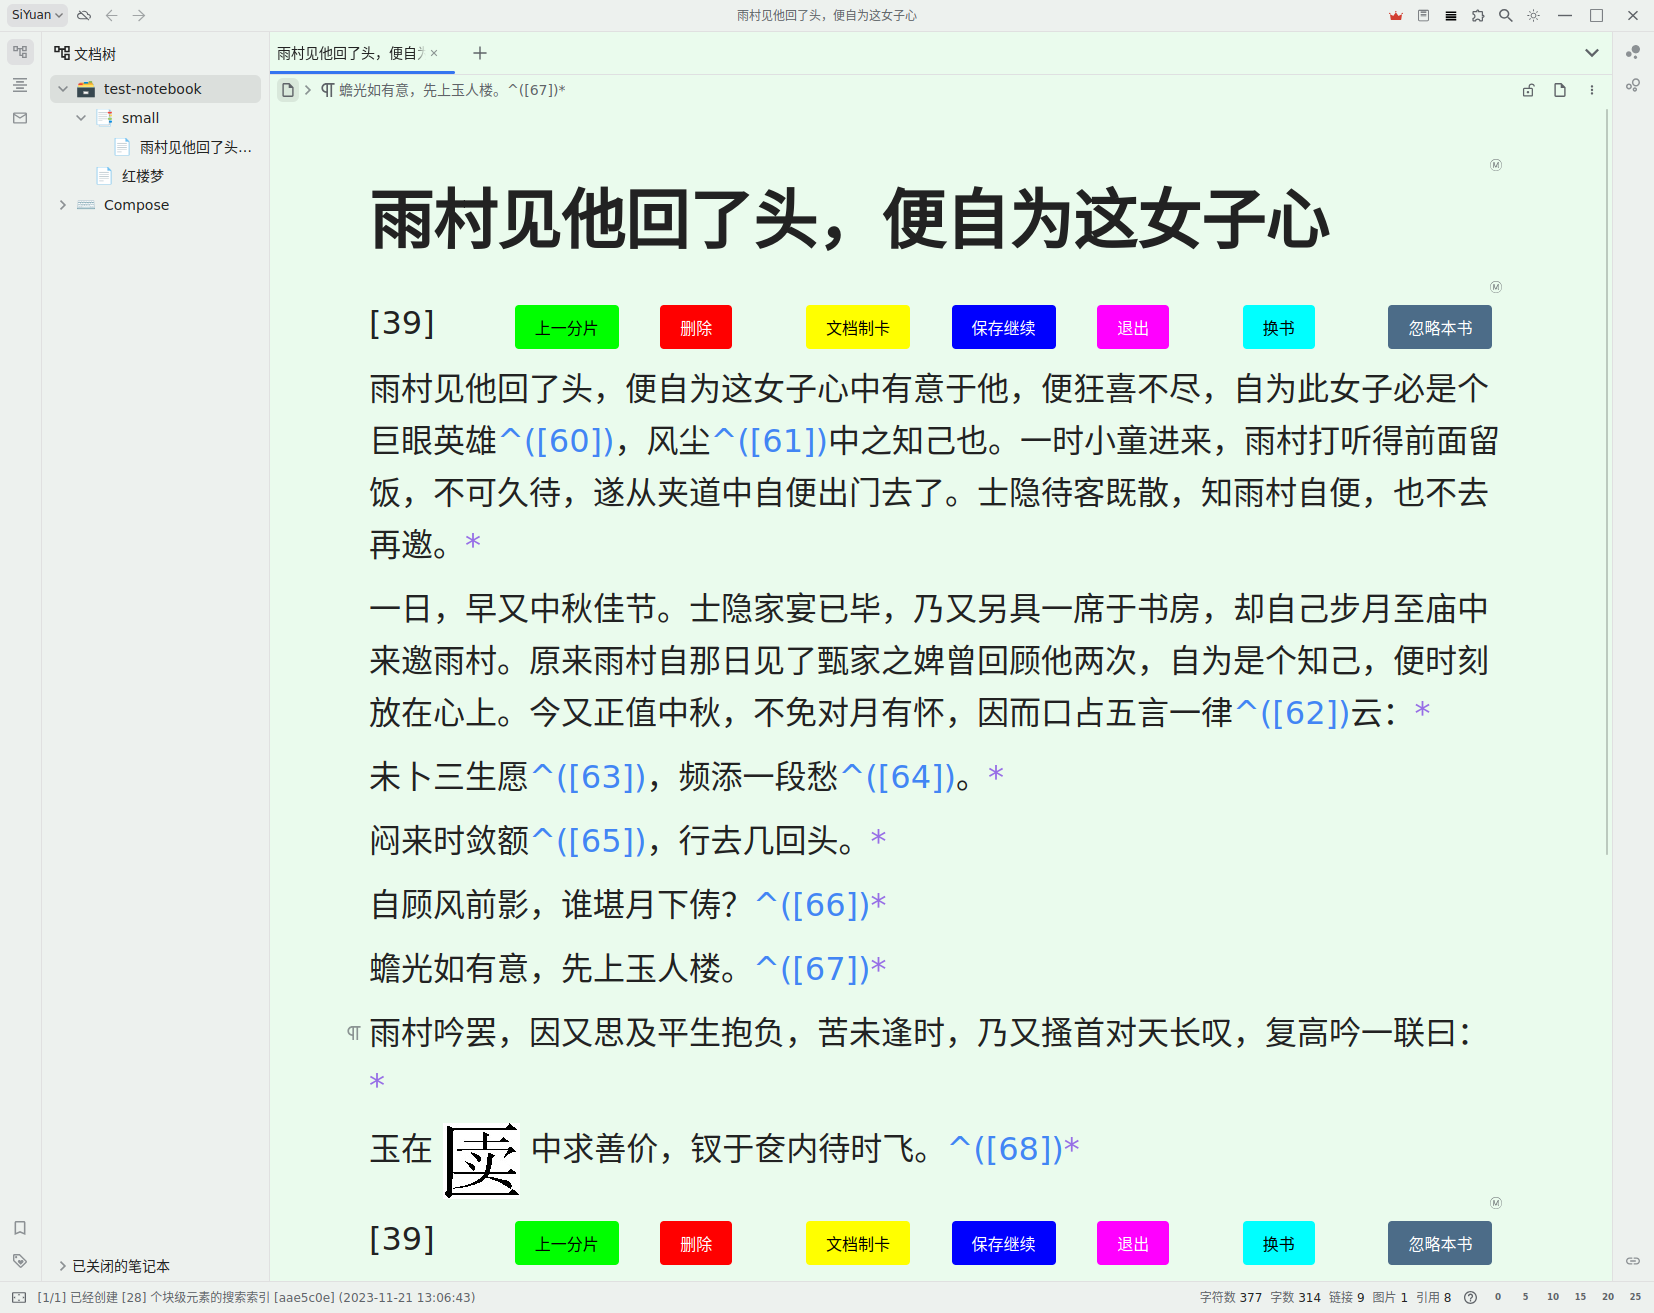 SiYuan
雨村见他回了头，便自为这女子心
文档树
雨村见他回了头，便自
test-notebook
¶ 蟾光如有意，先上玉人楼。^([67])*
small
雨村见他回了头…
红楼梦
Compose
雨村见他回了头，便自为这女子心
[39] 上一分片 删除 文档制卡 保存继续 退出 换书 忽略本书
雨村见他回了头，便自为这女子心中有意于他，便狂喜不尽，自为此女子必是个
巨眼英雄^([60])，风尘^([61])中之知己也。一时小童进来，雨村打听得前面留
饭，不可久待，遂从夹道中自便出门去了。士隐待客既散，知雨村自便，也不去
再邀。*
一日，早又中秋佳节。士隐家宴已毕，乃又另具一席于书房，却自己步月至庙中
来邀雨村。原来雨村自那日见了甄家之婢曾回顾他两次，自为是个知己，便时刻
放在心上。今又正值中秋，不免对月有怀，因而口占五言一律^([62])云：*
未卜三生愿^([63])，频添一段愁^([64])。*
闷来时敛额^([65])，行去几回头。*
自顾风前影，谁堪月下俦？^([66])*
蟾光如有意，先上玉人楼。^([67])*
雨村吟罢，因又思及平生抱负，苦未逢时，乃又搔首对天长叹，复高吟一联曰：
*
玉在 匵 中求善价，钗于奁内待时飞。^([68])*
[39] 上一分片 删除 文档制卡 保存继续 退出 换书 忽略本书
已关闭的笔记本
[1/1] 已经创建 [28] 个块级元素的搜索索引 [aae5c0e] (2023-11-21 13:06:43)
字符数 377 字数 314 链接 9 图片 1 引用 8 0 5 10 15 20 25